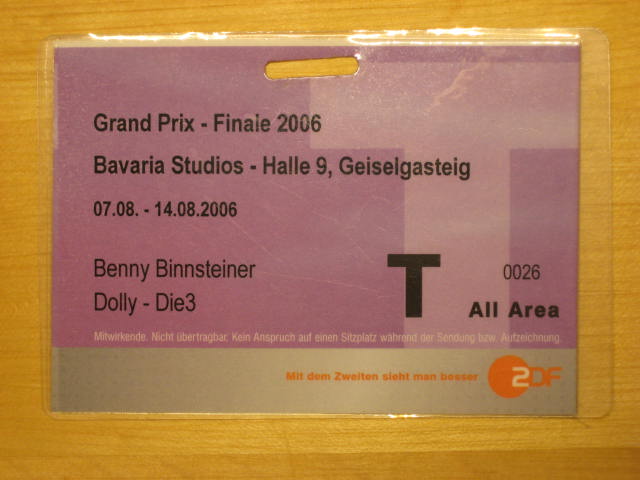 Grand Prix - Finale 2006
Bavaria Studios - Halle 9, Geiselgasteig
07.08. - 14.08.2006
Benny Binnsteiner
Dolly - Die3
T
0026
All Area
Mitwirkende. Nicht übertragbar. Kein Anspruch auf einen Sitzplatz während der Sendung bzw. Aufzeichnung.
Mit dem Zweiten sieht man besser
2DF